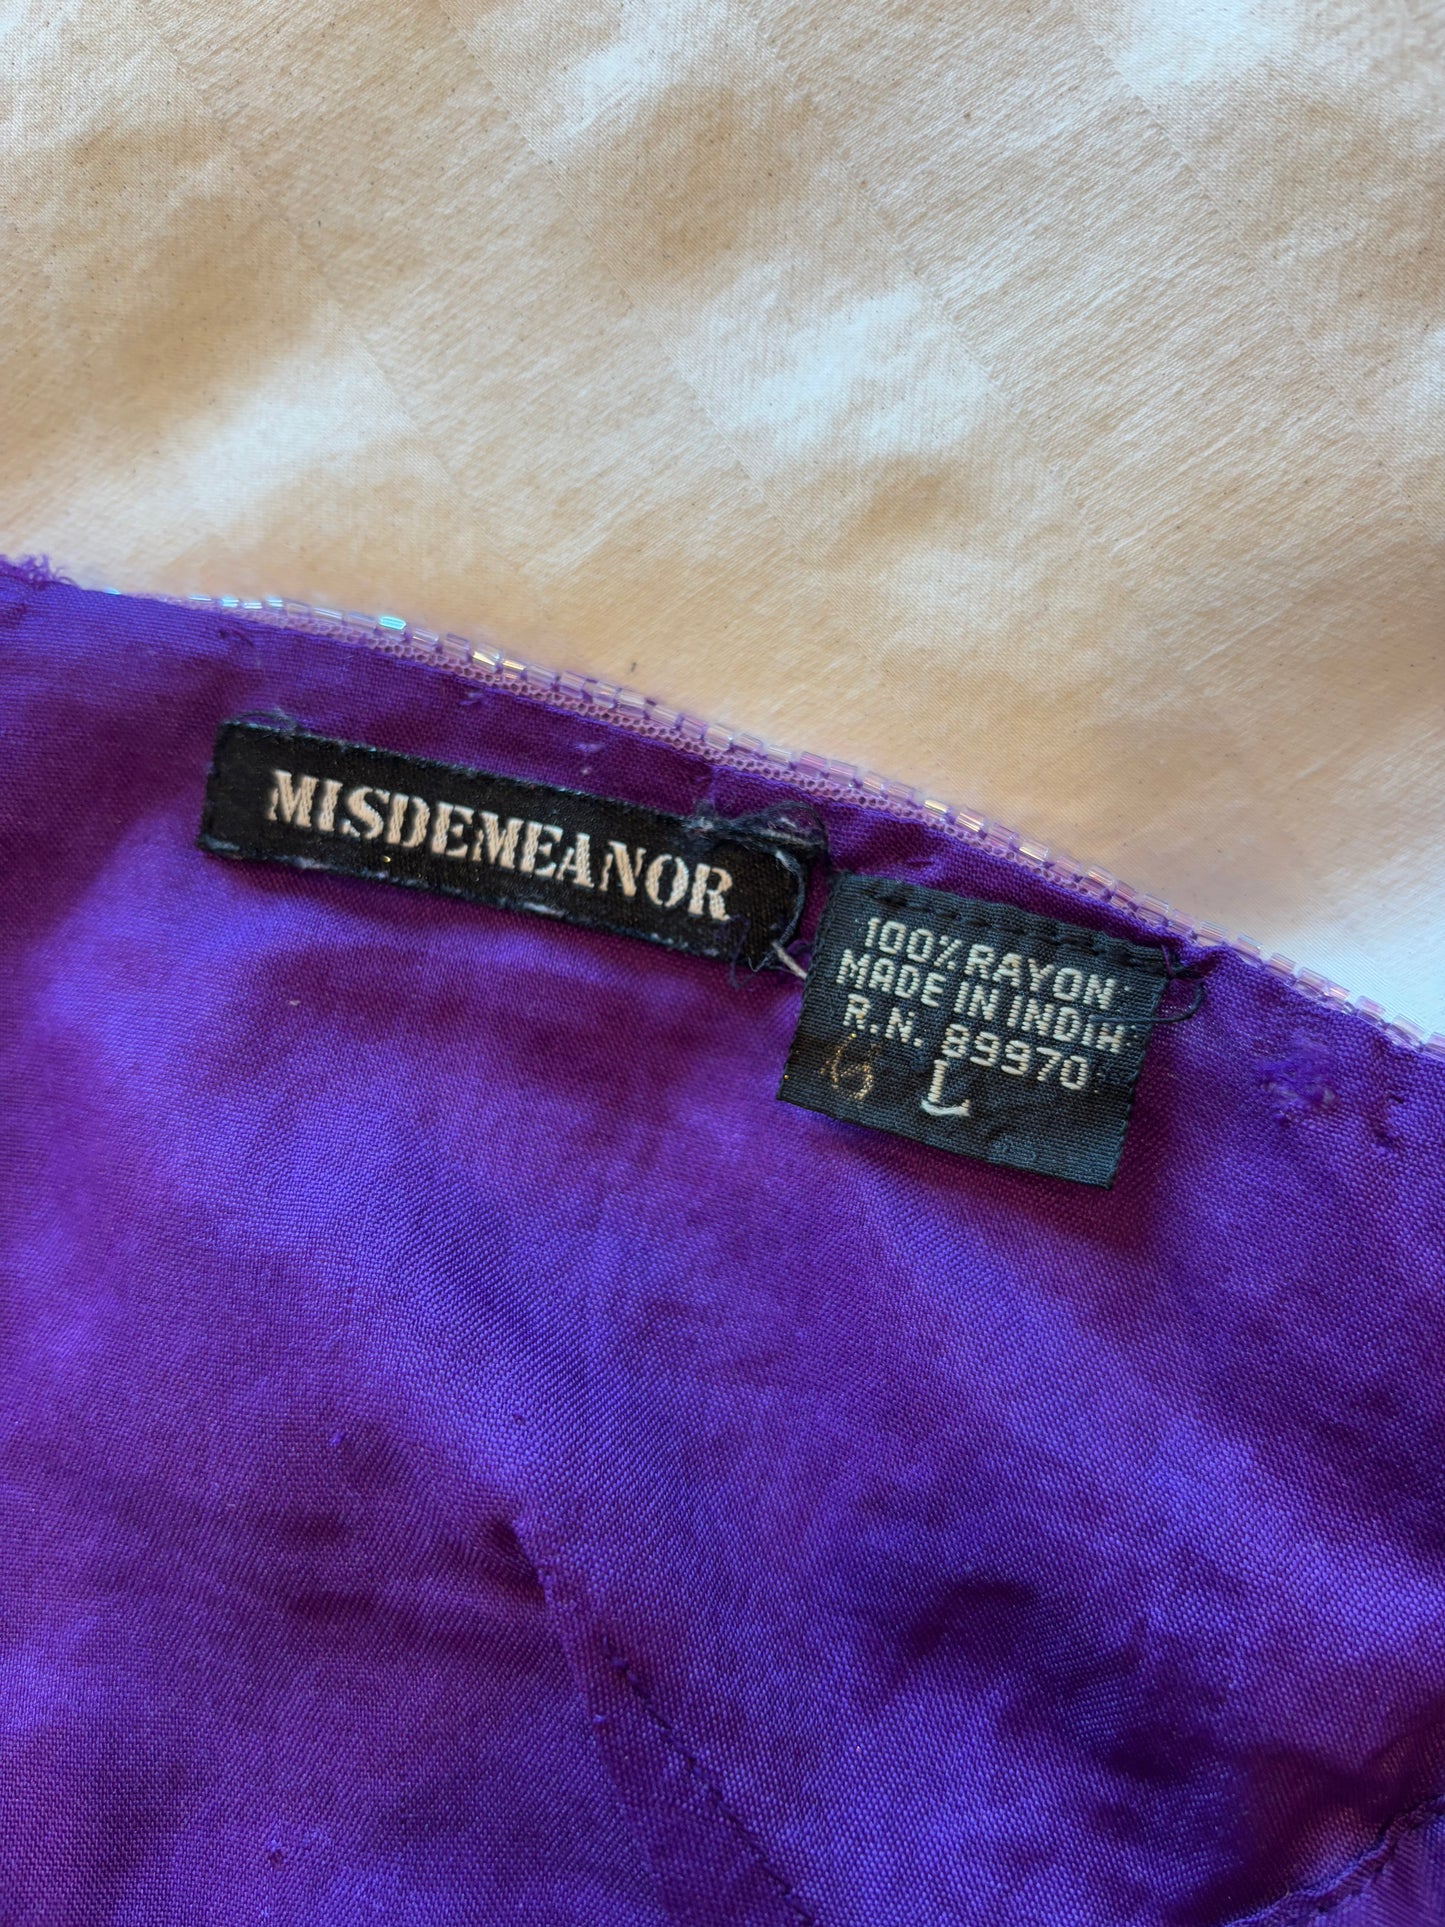 MISDEMEANOR
100% RAYON
MADE IN INDIA
R.N. 89970
L